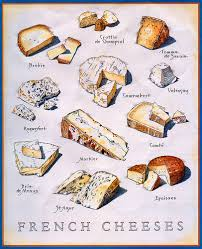 Brebis
Crottin
de Chavignol
Tomme
de Savoie
Camembert
Valençay
Roquefort
Morbier
Comté
Brie
de Meaux
St. Agur
Epoisses
FRENCH CHEESES